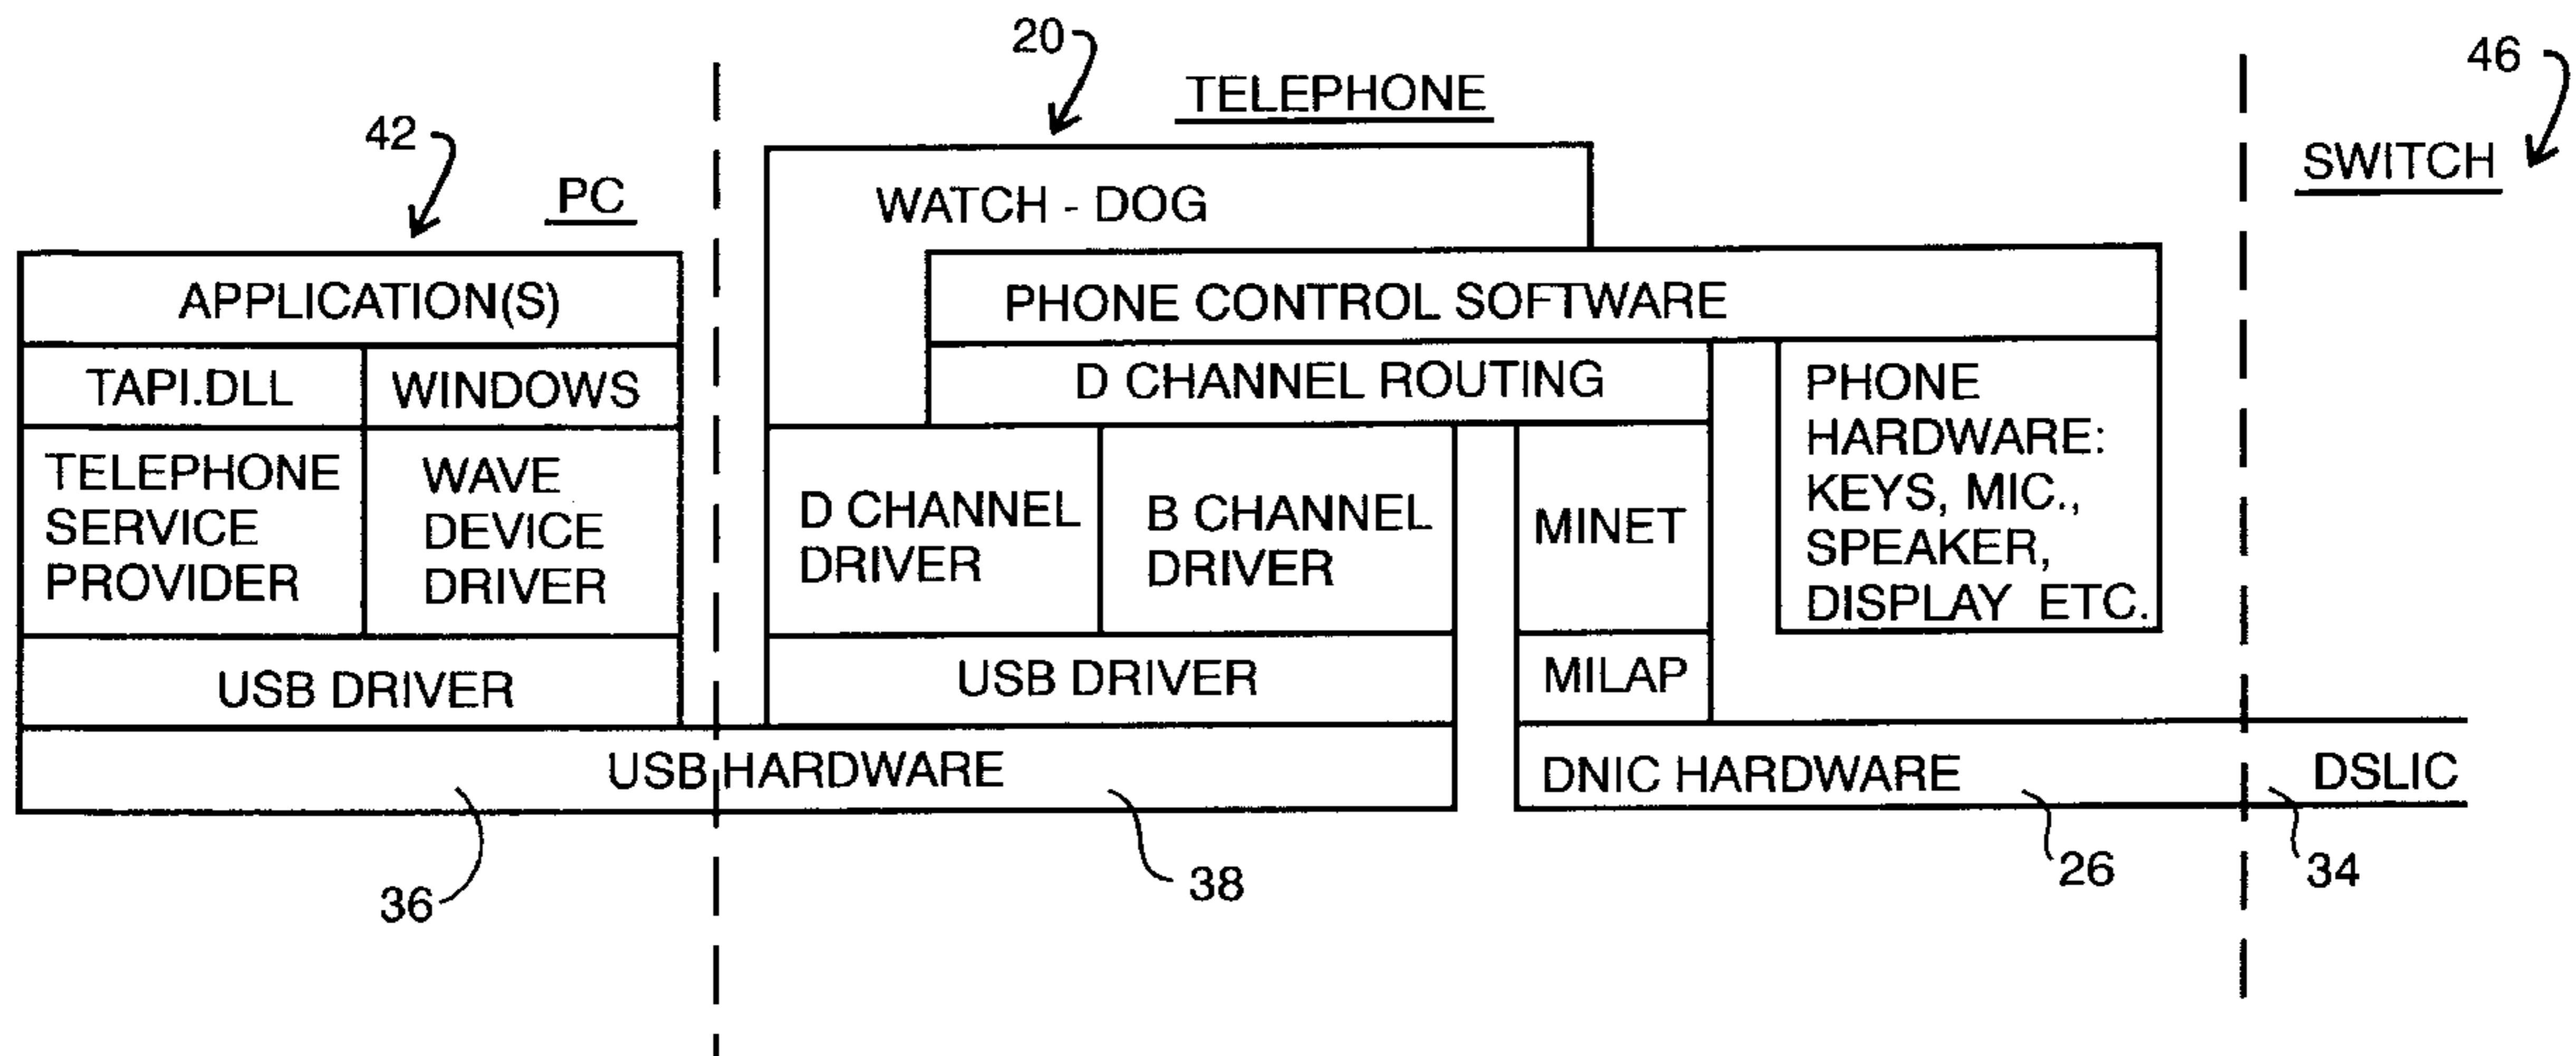 20
TELEPHONE
46
SWITCH
42
PC
WATCH - DOG
APPLICATION(S)
PHONE CONTROL SOFTWARE
TAPI.DLL
WINDOWS
D CHANNEL ROUTING
TELEPHONE
SERVICE
PROVIDER
WAVE
DEVICE
DRIVER
D CHANNEL
DRIVER
B CHANNEL
DRIVER
MINET
PHONE
HARDWARE:
KEYS, MIC.,
SPEAKER,
DISPLAY ETC.
USB DRIVER
USB DRIVER
MILAP
USB HARDWARE
DNIC HARDWARE
DSLIC
36
38
26
34